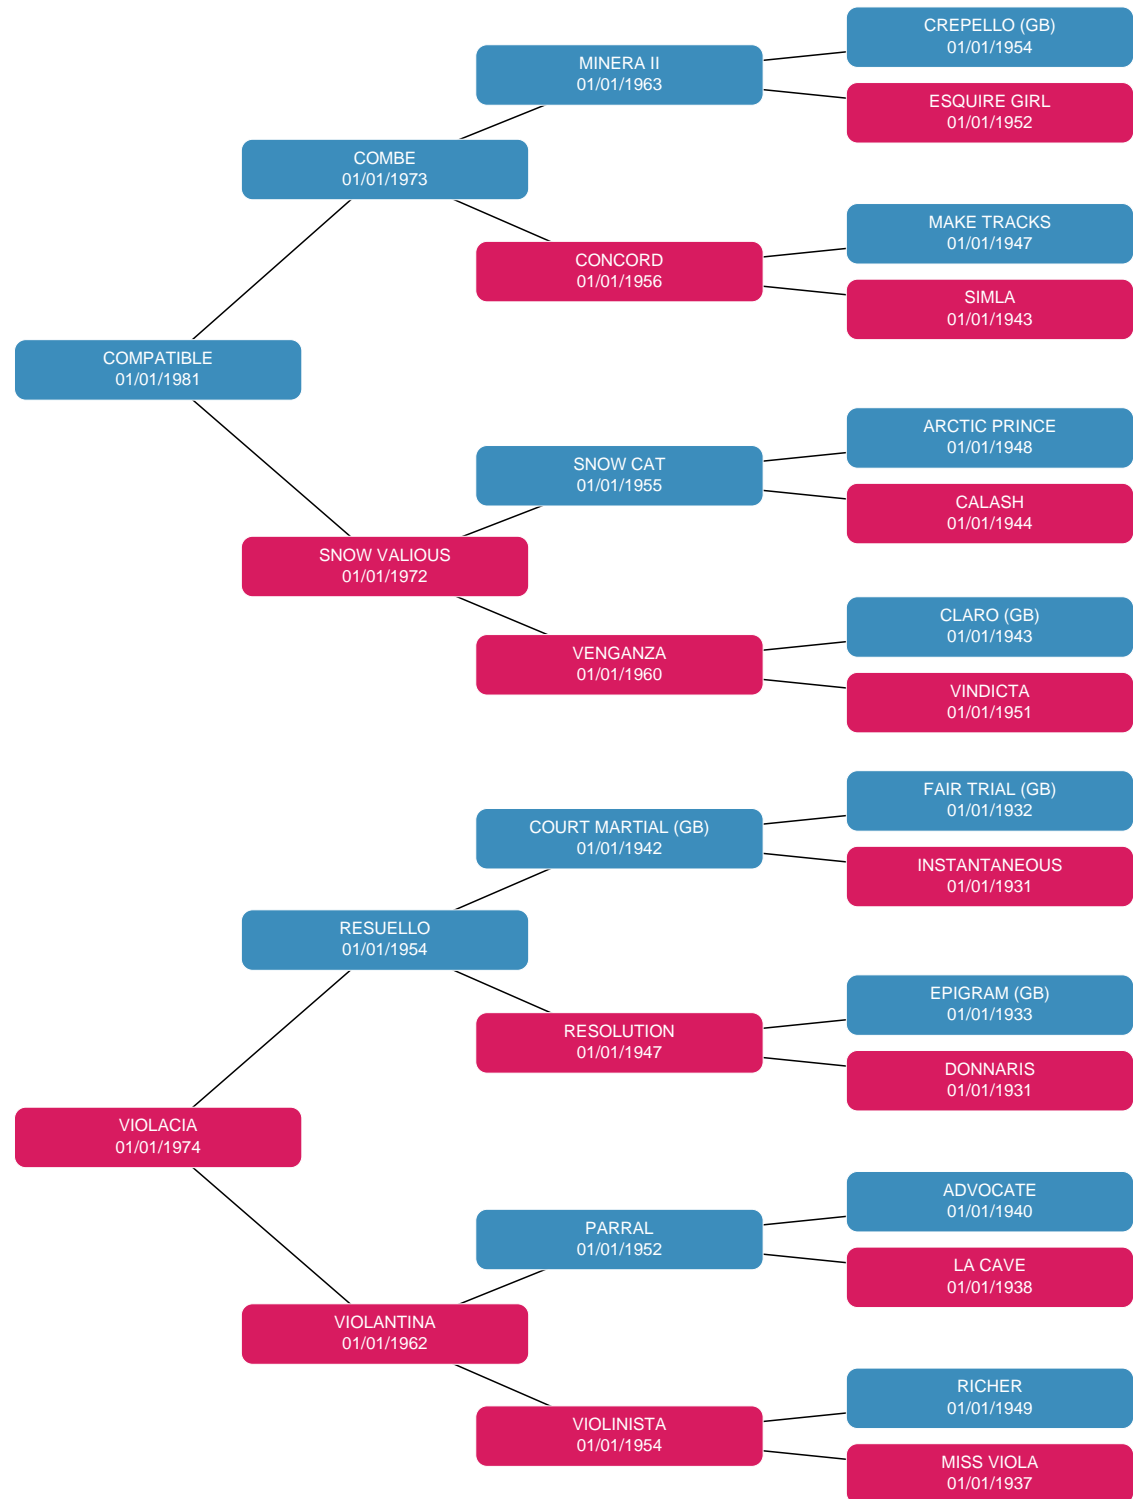 CREPELLO (GB)
01/01/1954
MINERA II
01/01/1963
ESQUIRE GIRL
01/01/1952
COMBE
01/01/1973
MAKE TRACKS
01/01/1947
CONCORD
01/01/1956
SIMLA
01/01/1943
COMPATIBLE
01/01/1981
ARCTIC PRINCE
01/01/1948
SNOW CAT
01/01/1955
CALASH
01/01/1944
SNOW VALIOUS
01/01/1972
CLARO (GB)
01/01/1943
VENGANZA
01/01/1960
VINDICTA
01/01/1951
FAIR TRIAL (GB)
01/01/1932
COURT MARTIAL (GB)
01/01/1942
INSTANTANEOUS
01/01/1931
RESUELLO
01/01/1954
EPIGRAM (GB)
01/01/1933
RESOLUTION
01/01/1947
DONNARIS
01/01/1931
VIOLACIA
01/01/1974
ADVOCATE
01/01/1940
PARRAL
01/01/1952
LA CAVE
01/01/1938
VIOLANTINA
01/01/1962
RICHER
01/01/1949
VIOLINISTA
01/01/1954
MISS VIOLA
01/01/1937